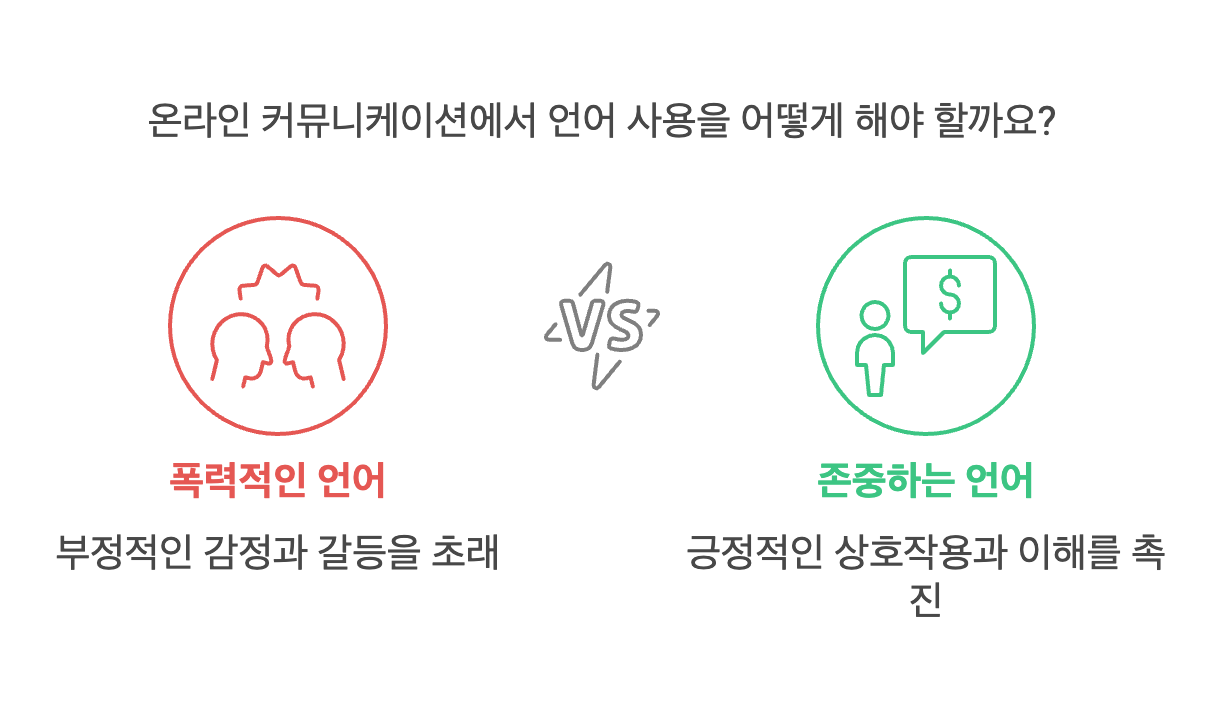 온라인 커뮤니케이션에서 언어 사용을 어떻게 해야 할까요?
VS
$
폭력적인 언어
존중하는 언어
부정적인 감정과 갈등을 초래
긍정적인 상호작용과 이해를 촉
진